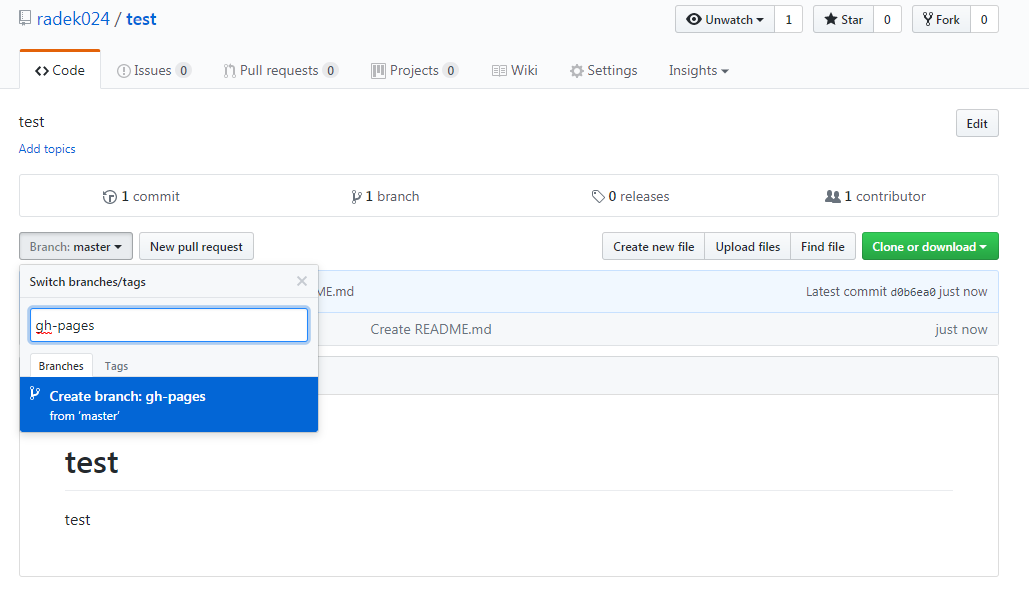 radek024 / test
Unwatch 1 Star 0 Fork 0
Code Issues 0 Pull requests 0 Projects 0 Wiki Settings Insights
test
Edit
Add topics
1 commit 1 branch 0 releases 1 contributor
Branch: master New pull request Create new file Upload files Find file Clone or download
Switch branches/tags
ME.md Latest commit d0b6ea0 just now
gh-pages
Create README.md just now
Branches Tags
Create branch: gh-pages
from 'master'
test
test